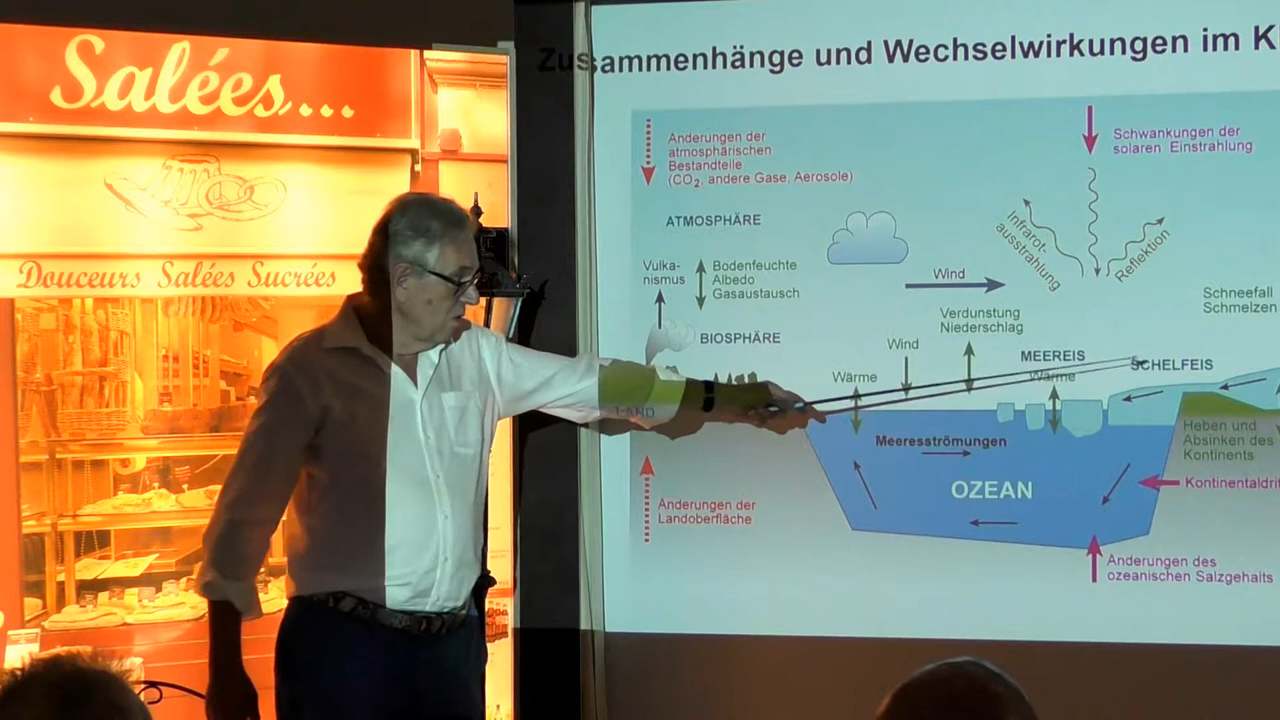 Salées...
Douceurs Salées Sucrées
Zusammenhänge und Wechselwirkungen im K
Änderungen der
atmosphärischen
Bestandteile
(CO₂, andere Gase, Aerosole)
Schwankungen der
solaren Einstrahlung
ATMOSPHÄRE
Infrarot-
ausstrahlung
Reflektion
Vulka-
nismus
Bodenfeuchte
Albedo
Gasaustausch
Wind
Schneefall
Schmelzen
Verdunstung
Niederschlag
BIOSPHÄRE
Wind
MEEREIS
SCHELFEIS
Wärme
Wärme
LAND
Meeresströmungen
Heben und
Absinken des
Kontinents
OZEAN
Kontinentaldrif
Änderungen der
Landoberfläche
Änderungen des
ozeanischen Salzgehalts